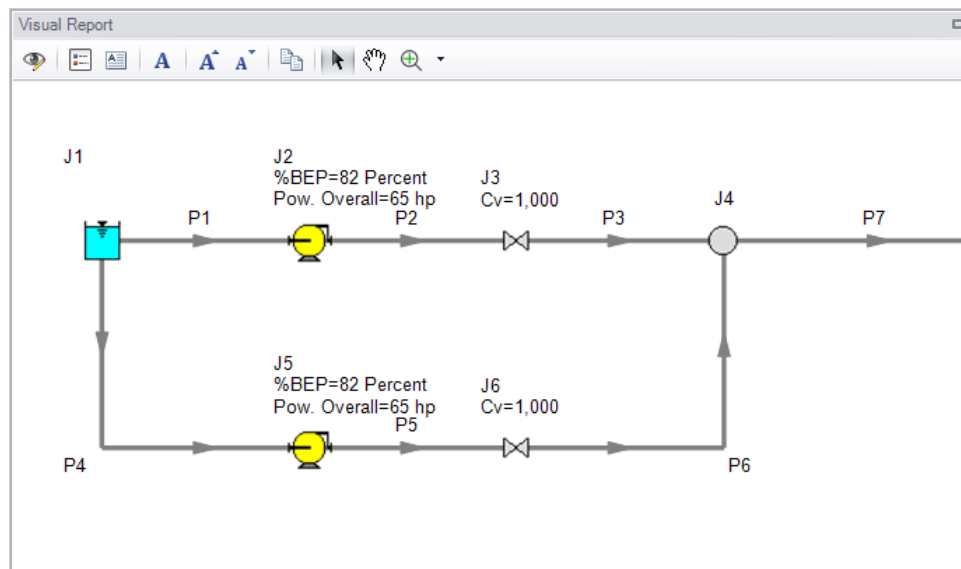 Visual Report
A A A
J1
J2
%BEP=82 Percent
Pow. Overall=65 hp
J3
Cv=1,000
J4
P1
P2
P3
P7
J5
%BEP=82 Percent
Pow. Overall=65 hp
J6
Cv=1,000
P5
P4
P6